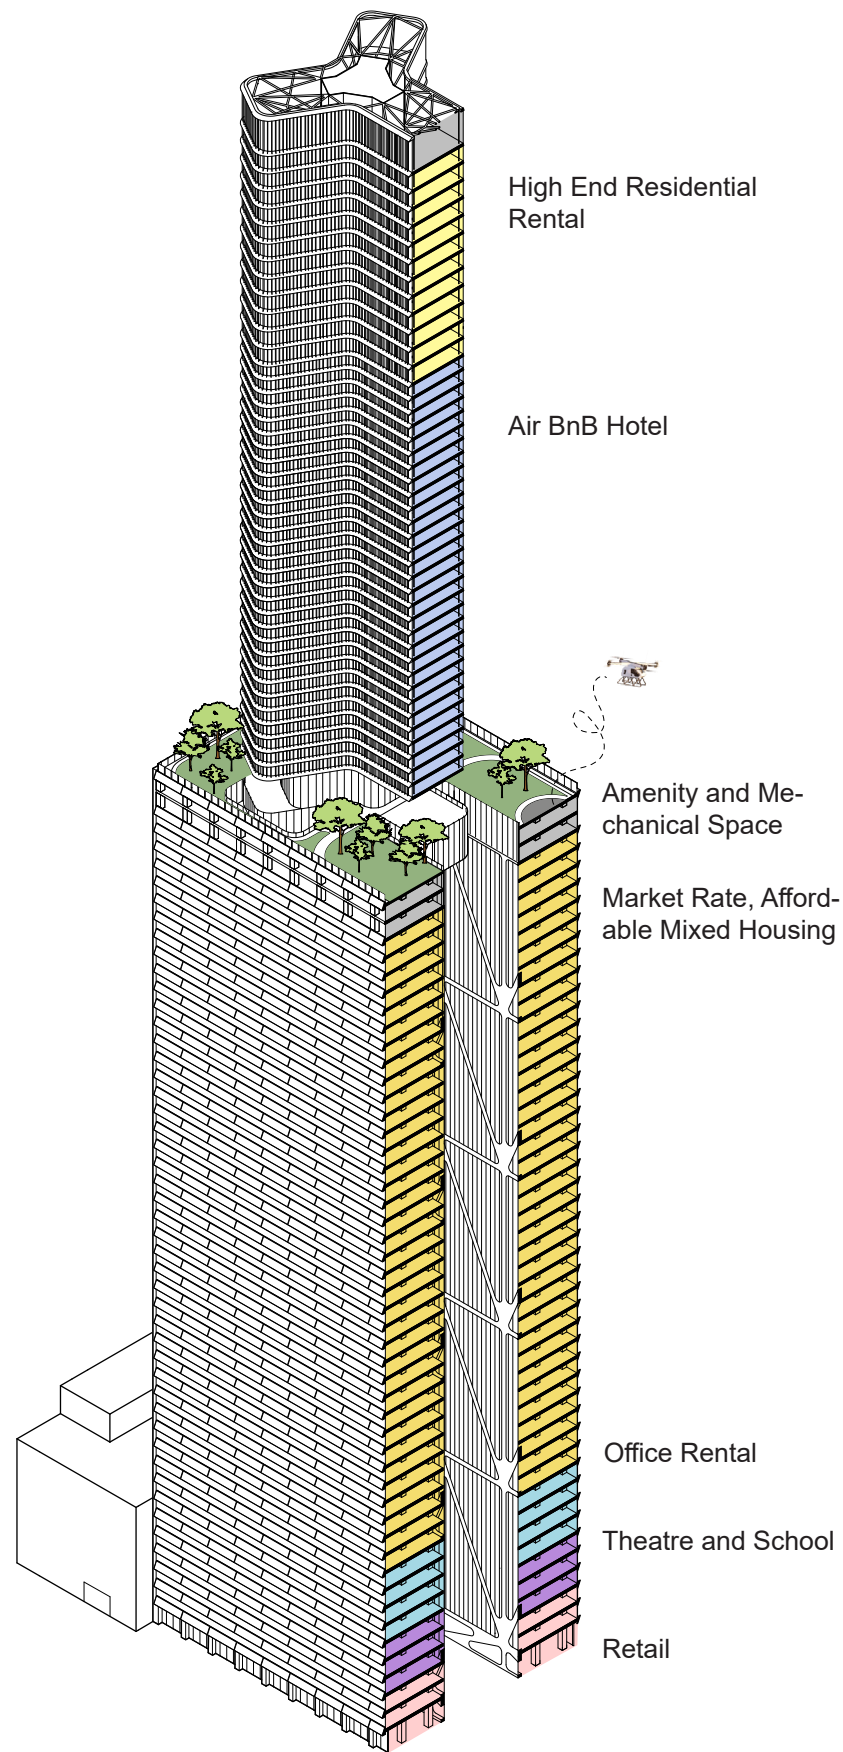 High End Residential
Rental
Air BnB Hotel
Amenity and Me-
chanical Space
Market Rate, Afford-
able Mixed Housing
Office Rental
Theatre and School
Retail